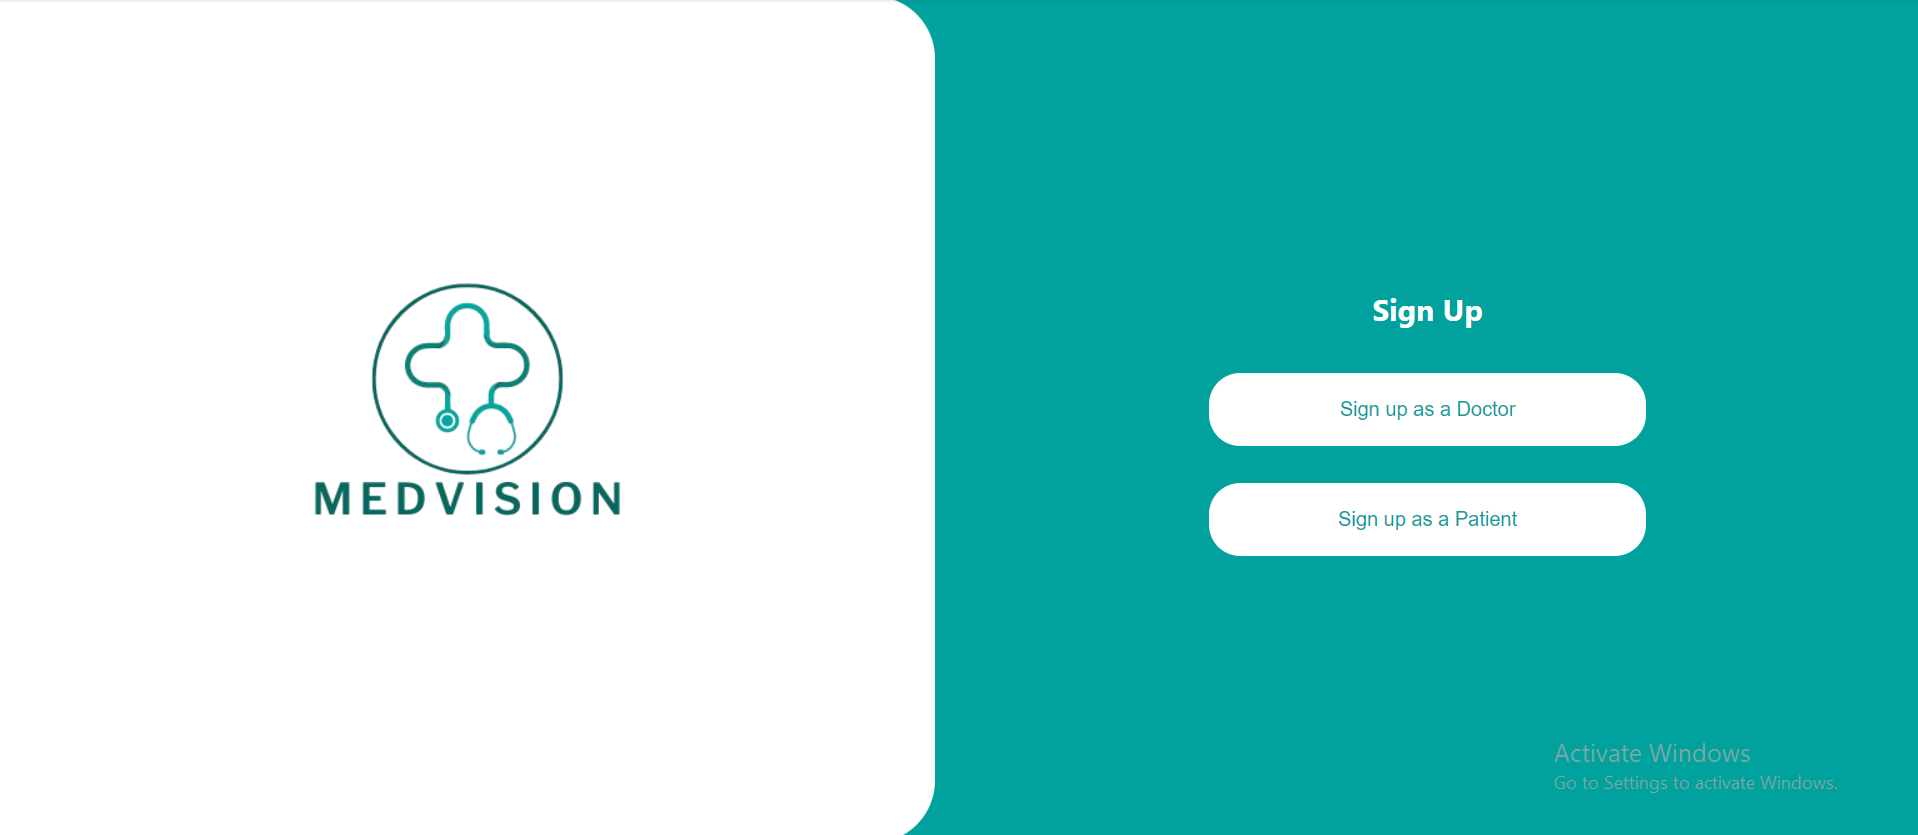 MEDVISION
Sign Up
Sign up as a Doctor
Sign up as a Patient
Activate Windows
Go to Settings to activate Windows.